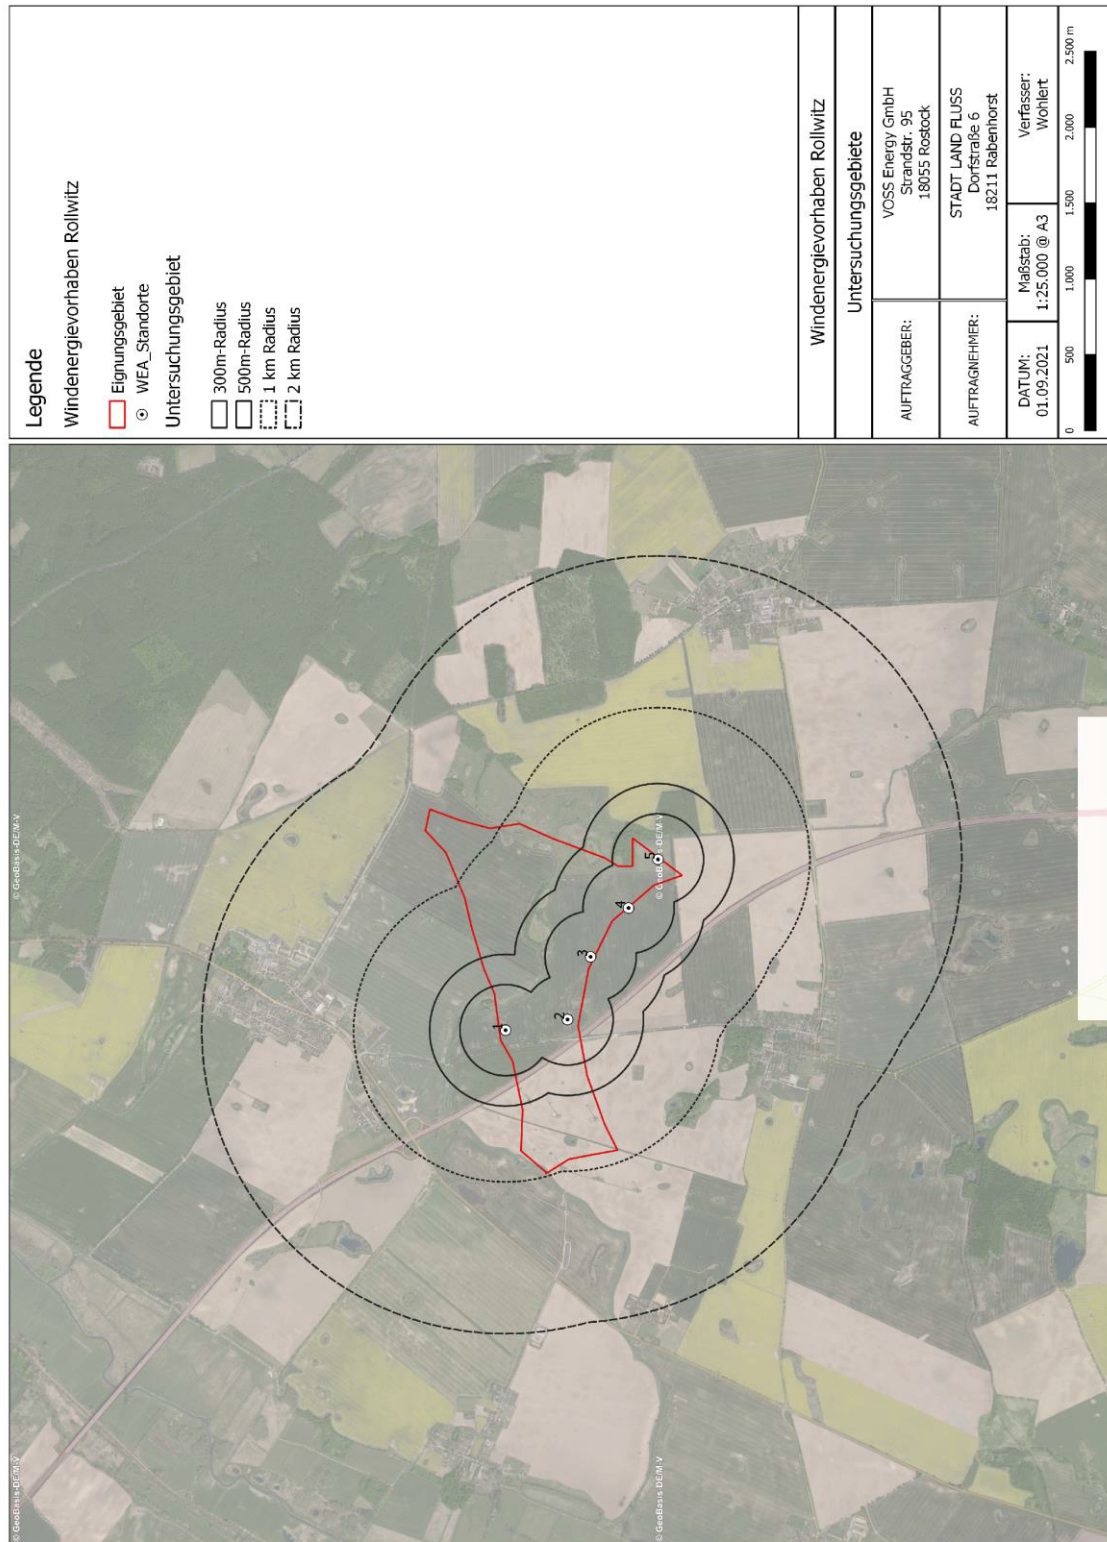 Legende
Windenergievorhaben Rollwitz
Eignungsgebiet
WEA_Standorte
Untersuchungsgebiet
300m-Radius
500m-Radius
1 km Radius
2 km Radius
Windenergievorhaben Rollwitz
Untersuchungsgebiete
AUFTRAGGEBER:
VOSS Energy GmbH
Strandstr. 95
18055 Rostock
AUFTRAGNEHMER:
STADT LAND FLUSS
Dorfstraße 6
18211 Rabenhorst
DATUM:
01.09.2021
Maßstab:
1:25.000 @ A3
Verfasser:
Wohlert
0 500 1.000 1.500 2.000 2.500 m
© GeoBasis-DE/M-V
© GeoBasis-DE/M-V
© GeoBasis-DE/M-V
© GeoBasis-DE/M-V
1
2
3
4
5